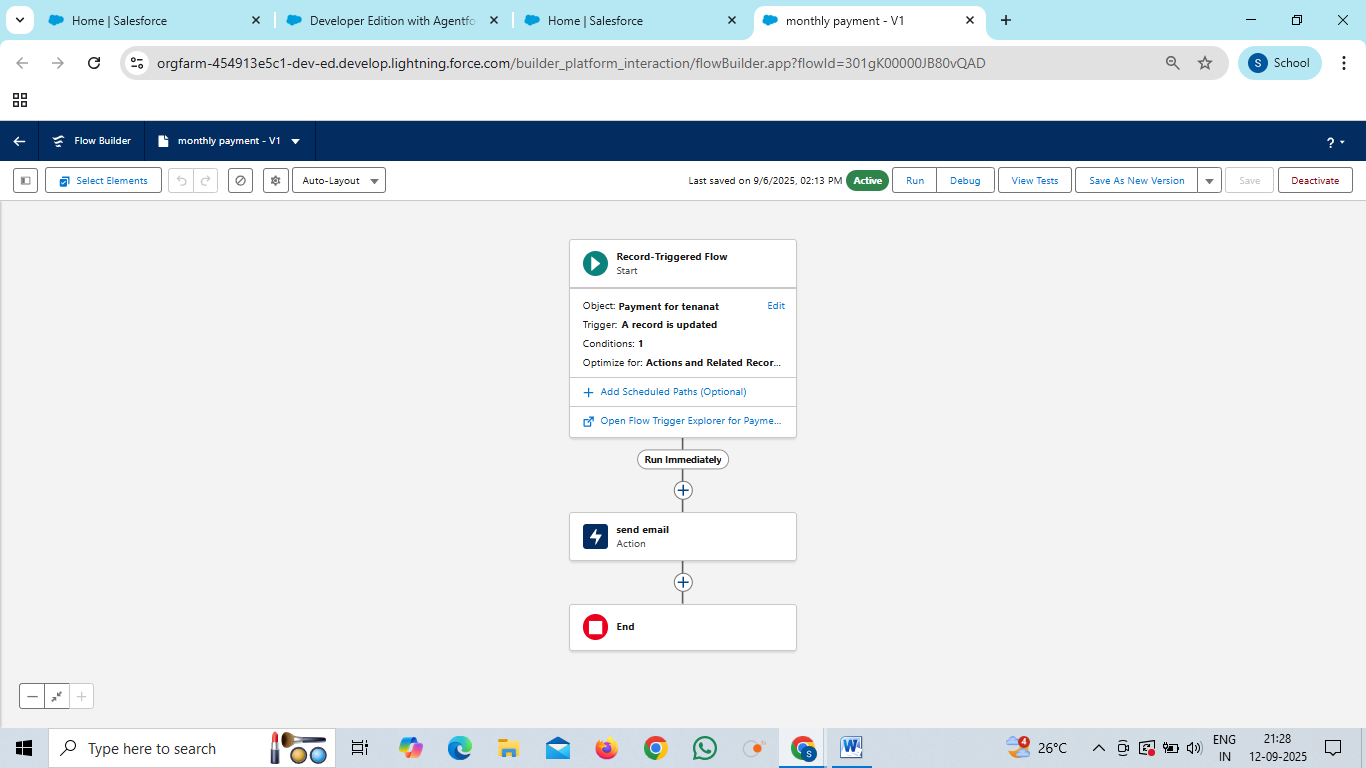 Home | Salesforce
Developer Edition with Agentfo
Home | Salesforce
monthly payment - V1
orgfarm-454913e5c1-dev-ed.develop.lightning.force.com/builder_platform_interaction/flowBuilder.app?flowId=301gK00000JB80vQAD
S School
Flow Builder
monthly payment - V1
?
Select Elements
Auto-Layout
Last saved on 9/6/2025, 02:13 PM
Active
Run
Debug
View Tests
Save As New Version
Save
Deactivate
Record-Triggered Flow
Start
Object: Payment for tenanat
Edit
Trigger: A record is updated
Conditions: 1
Optimize for: Actions and Related Recor...
+ Add Scheduled Paths (Optional)
Open Flow Trigger Explorer for Payme...
Run Immediately
send email
Action
End
Type here to search
S
W
4
26°C
ENG
IN
21:28
12-09-2025